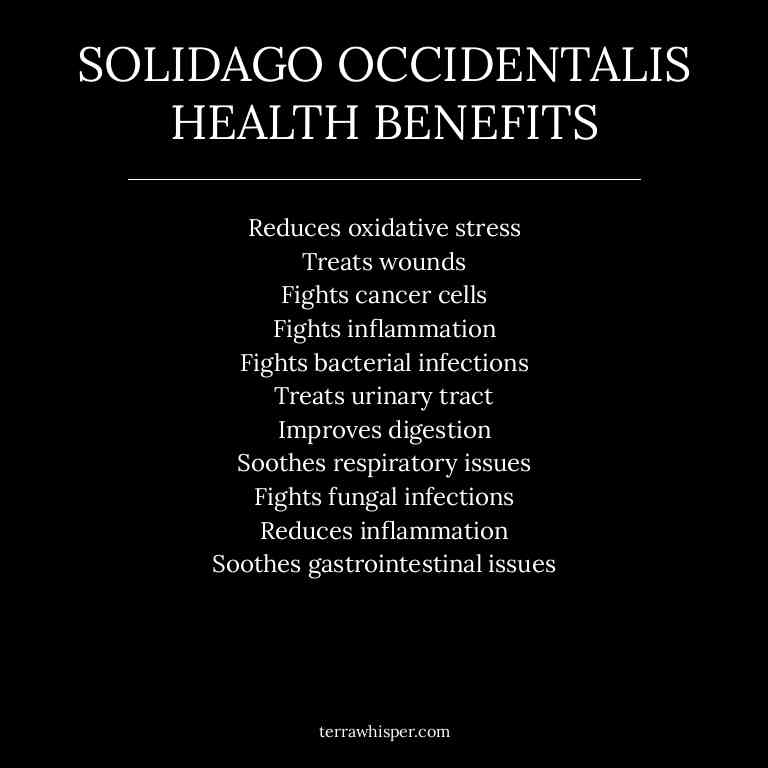 SOLIDAGO OCCIDENTALIS
HEALTH BENEFITS
Reduces oxidative stress
Treats wounds
Fights cancer cells
Fights inflammation
Fights bacterial infections
Treats urinary tract
Improves digestion
Soothes respiratory issues
Fights fungal infections
Reduces inflammation
Soothes gastrointestinal issues
terrawhisper.com